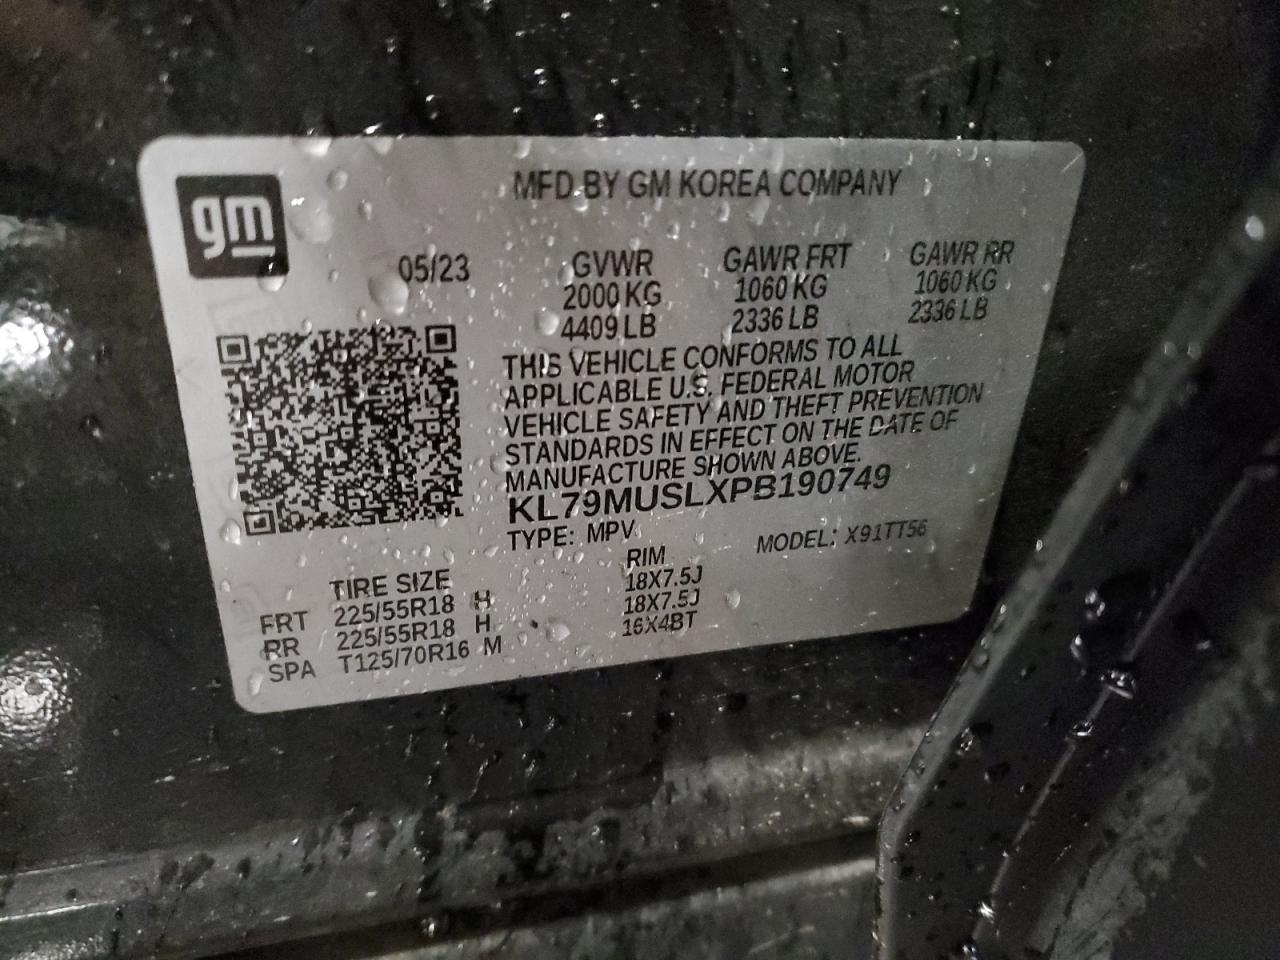 gm
MFD BY GM KOREA COMPANY
05/23 GVWR GAWR FRT GAWR RR
2000 KG 1060 KG 1060 KG
4409 LB 2336 LB 2336 LB
THIS VEHICLE CONFORMS TO ALL
APPLICABLE U.S. FEDERAL MOTOR
VEHICLE SAFETY AND THEFT PREVENTION
STANDARDS IN EFFECT ON THE DATE OF
MANUFACTURE SHOWN ABOVE.
KL79MUSLXPB190749
TYPE: MPV MODEL: X91TT56
TIRE SIZE RIM
FRT 225/55R18 H 18X7.5J
RR 225/55R18 H 18X7.5J
SPA T125/70R16 M 16X4BT